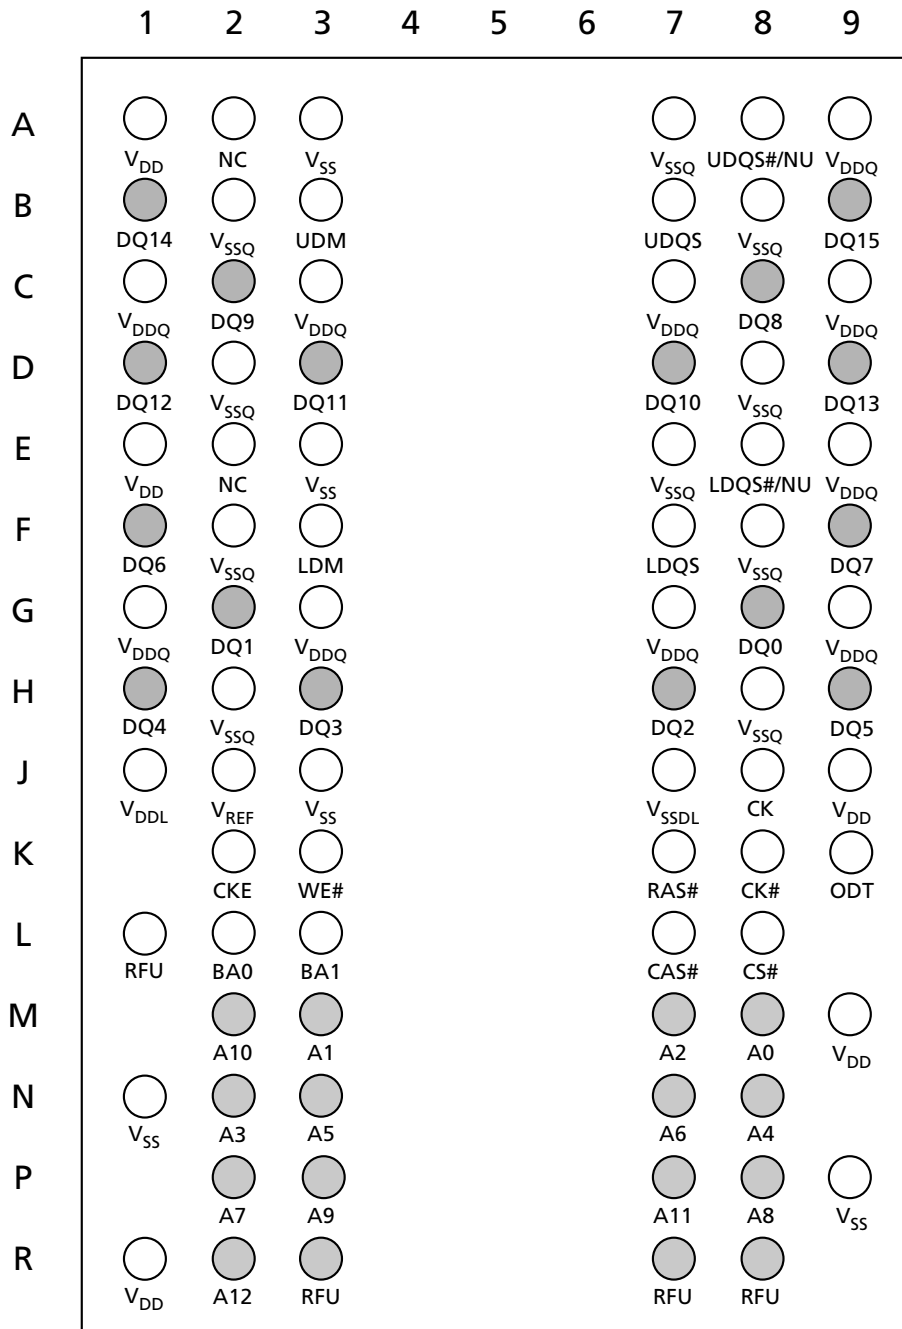 1 2 3 4 5 6 7 8 9
A
VDD NC VSS VSSQ UDQS#/NU VDDQ
B
DQ14 VSSQ UDM UDQS VSSQ DQ15
C
VDDQ DQ9 VDDQ VDDQ DQ8 VDDQ
D
DQ12 VSSQ DQ11 DQ10 VSSQ DQ13
E
VDD NC VSS VSSQ LDQS#/NU VDDQ
F
DQ6 VSSQ LDM LDQS VSSQ DQ7
G
VDDQ DQ1 VDDQ VDDQ DQ0 VDDQ
H
DQ4 VSSQ DQ3 DQ2 VSSQ DQ5
J
VDDL VREF VSS VSSDL CK VDD
K
CKE WE# RAS# CK# ODT
L
RFU BA0 BA1 CAS# CS#
M
A10 A1 A2 A0 VDD
N
VSS A3 A5 A6 A4
P
A7 A9 A11 A8 VSS
R
VDD A12 RFU RFU RFU